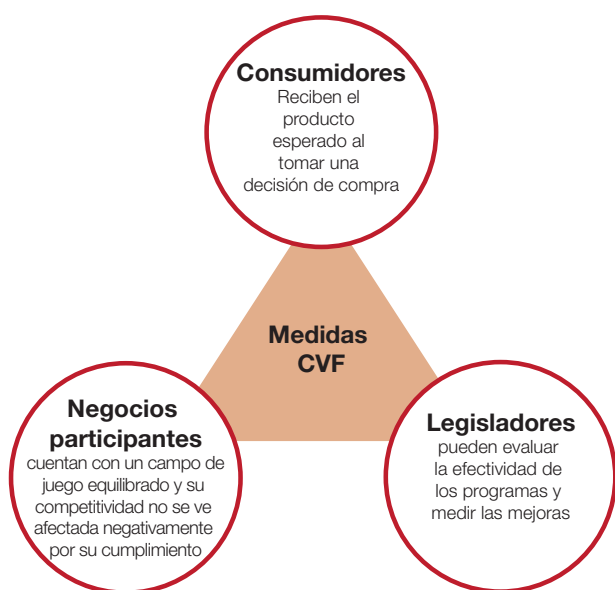 Consumidores
Reciben el
producto
esperado al
tomar una
decisión de compra
Medidas
CVF
Negocios
participantes
cuentan con un campo de
juego equilibrado y su
competitividad no se ve
afectada negativamente
por su cumplimiento
Legisladores
pueden evaluar
la efectividad de
los programas y
medir las mejoras